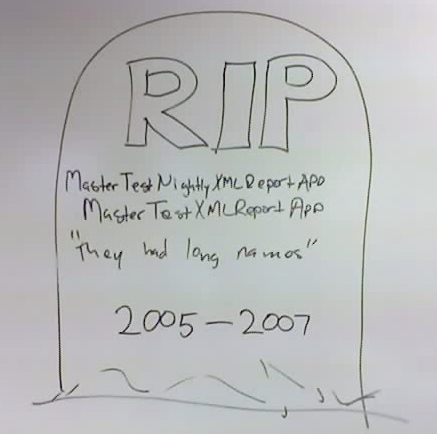 RIP
MasterTestNightlyXMLReportApp
MasterTestXMLReportApp
"They had long names"
2005-2007